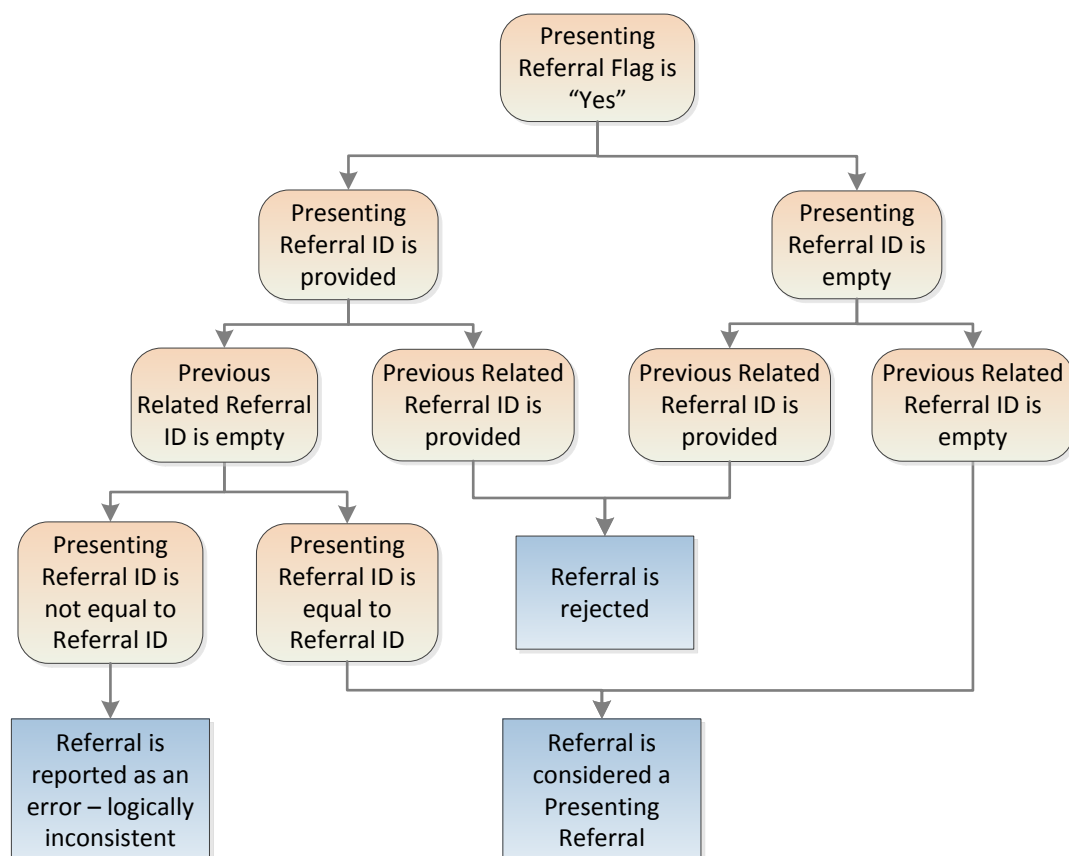 Presenting
Referral Flag is
“Yes”
Presenting
Referral ID is
provided
Presenting
Referral ID is
empty
Previous
Related Referral
ID is empty
Previous Related
Referral ID is
provided
Previous Related
Referral ID is
provided
Previous Related
Referral ID is
empty
Presenting
Referral ID is
not equal to
Referral ID
Presenting
Referral ID is
equal to
Referral ID
Referral is
rejected
Referral is
reported as an
error – logically
inconsistent
Referral is
considered a
Presenting
Referral